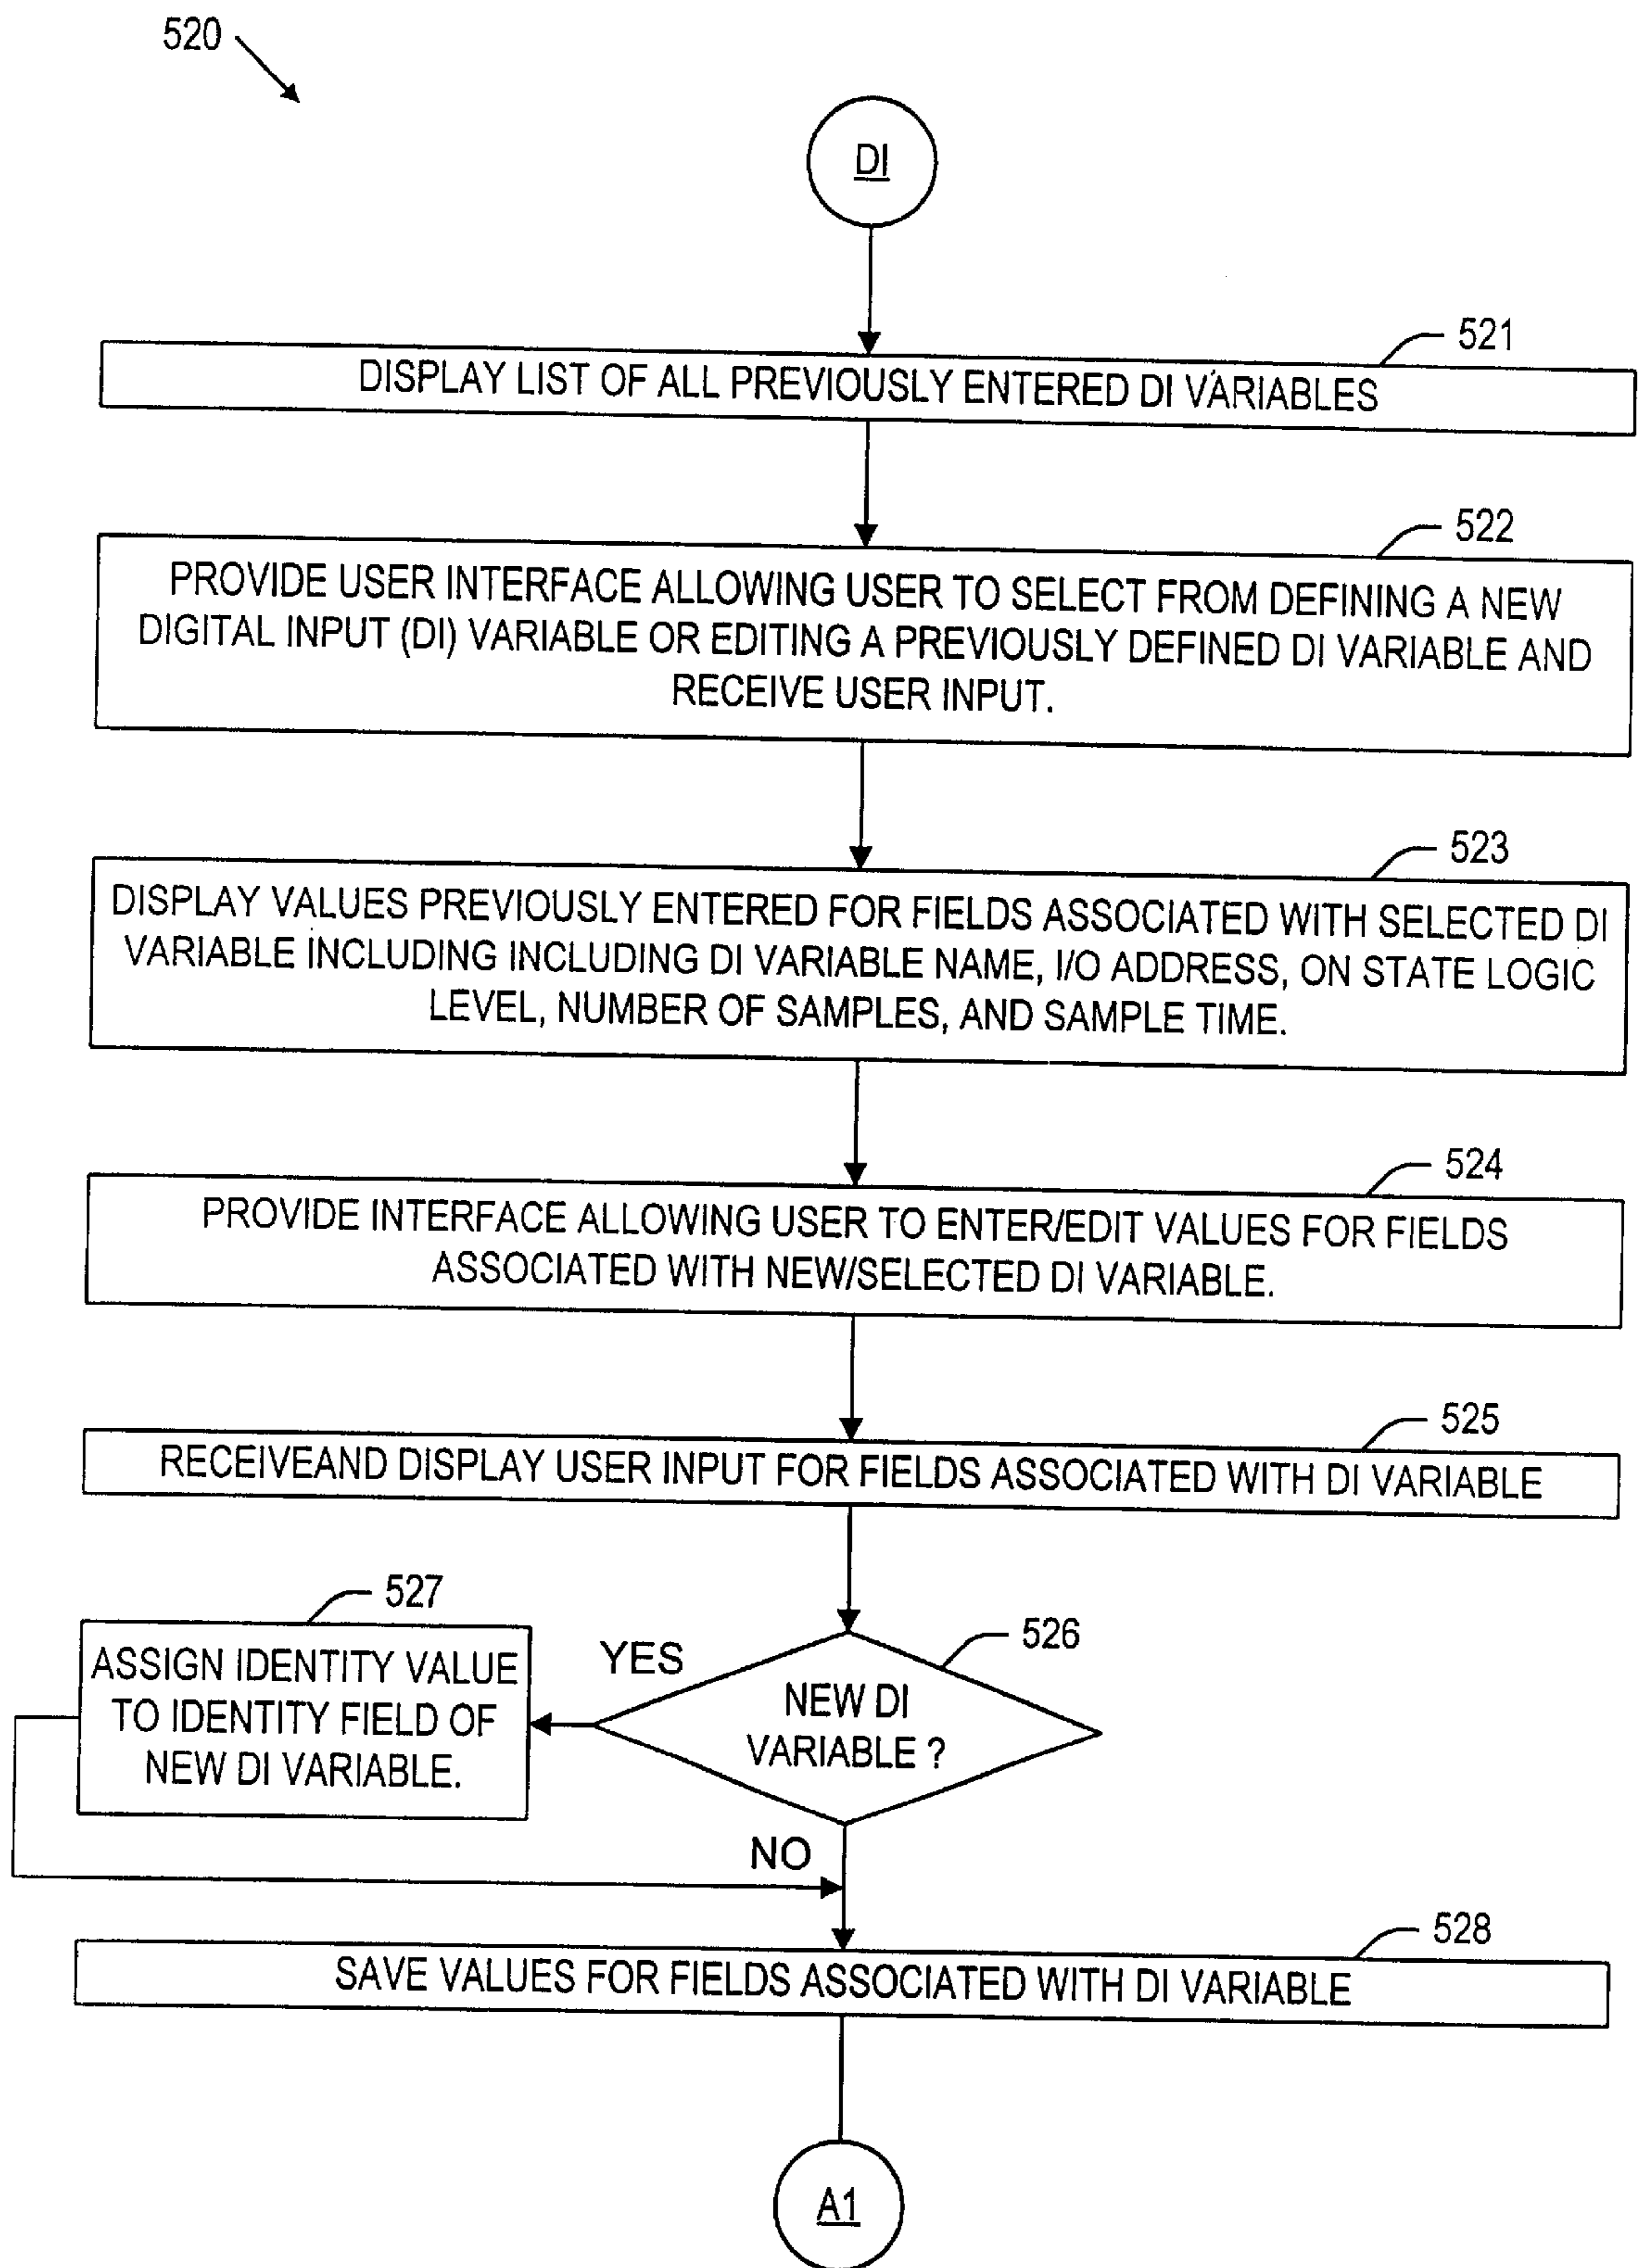 520
DI
521
DISPLAY LIST OF ALL PREVIOUSLY ENTERED DI VARIABLES
522
PROVIDE USER INTERFACE ALLOWING USER TO SELECT FROM DEFINING A NEW
DIGITAL INPUT (DI) VARIABLE OR EDITING A PREVIOUSLY DEFINED DI VARIABLE AND
RECEIVE USER INPUT.
523
DISPLAY VALUES PREVIOUSLY ENTERED FOR FIELDS ASSOCIATED WITH SELECTED DI
VARIABLE INCLUDING INCLUDING DI VARIABLE NAME, I/O ADDRESS, ON STATE LOGIC
LEVEL, NUMBER OF SAMPLES, AND SAMPLE TIME.
524
PROVIDE INTERFACE ALLOWING USER TO ENTER/EDIT VALUES FOR FIELDS
ASSOCIATED WITH NEW/SELECTED DI VARIABLE.
525
RECEIVEAND DISPLAY USER INPUT FOR FIELDS ASSOCIATED WITH DI VARIABLE
527
ASSIGN IDENTITY VALUE
TO IDENTITY FIELD OF
NEW DI VARIABLE.
YES
526
NEW DI
VARIABLE ?
NO
528
SAVE VALUES FOR FIELDS ASSOCIATED WITH DI VARIABLE
A1